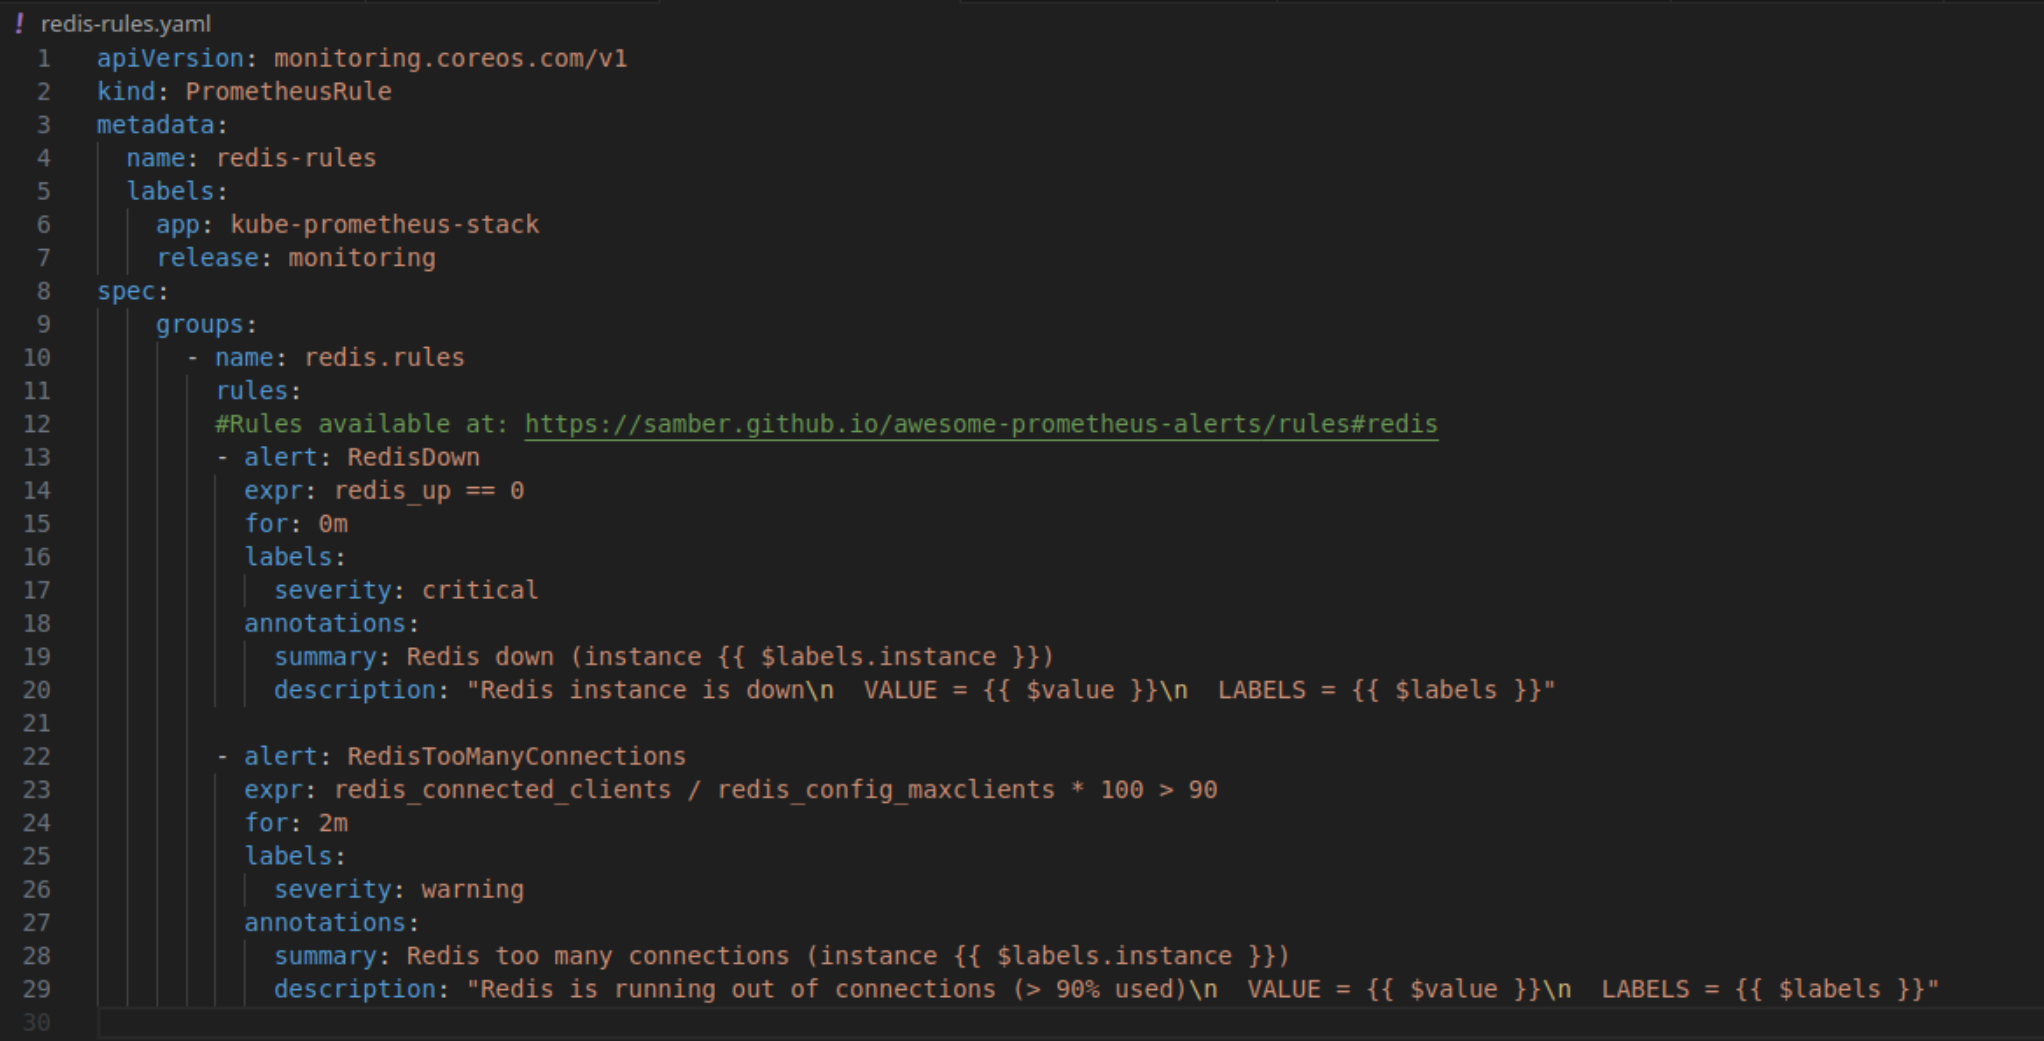 ! redis-rules.yaml
1 apiVersion: monitoring.coreos.com/v1
2 kind: PrometheusRule
3 metadata:
4   name: redis-rules
5   labels:
6     app: kube-prometheus-stack
7     release: monitoring
8 spec:
9     groups:
10       - name: redis.rules
11         rules:
12         #Rules available at: https://samber.github.io/awesome-prometheus-alerts/rules#redis
13         - alert: RedisDown
14           expr: redis_up == 0
15           for: 0m
16           labels:
17             severity: critical
18           annotations:
19             summary: Redis down (instance {{ $labels.instance }})
20             description: "Redis instance is down\n  VALUE = {{ $value }}\n  LABELS = {{ $labels }}"
21
22         - alert: RedisTooManyConnections
23           expr: redis_connected_clients / redis_config_maxclients * 100 > 90
24           for: 2m
25           labels:
26             severity: warning
27           annotations:
28             summary: Redis too many connections (instance {{ $labels.instance }})
29             description: "Redis is running out of connections (> 90% used)\n  VALUE = {{ $value }}\n  LABELS = {{ $labels }}"
30